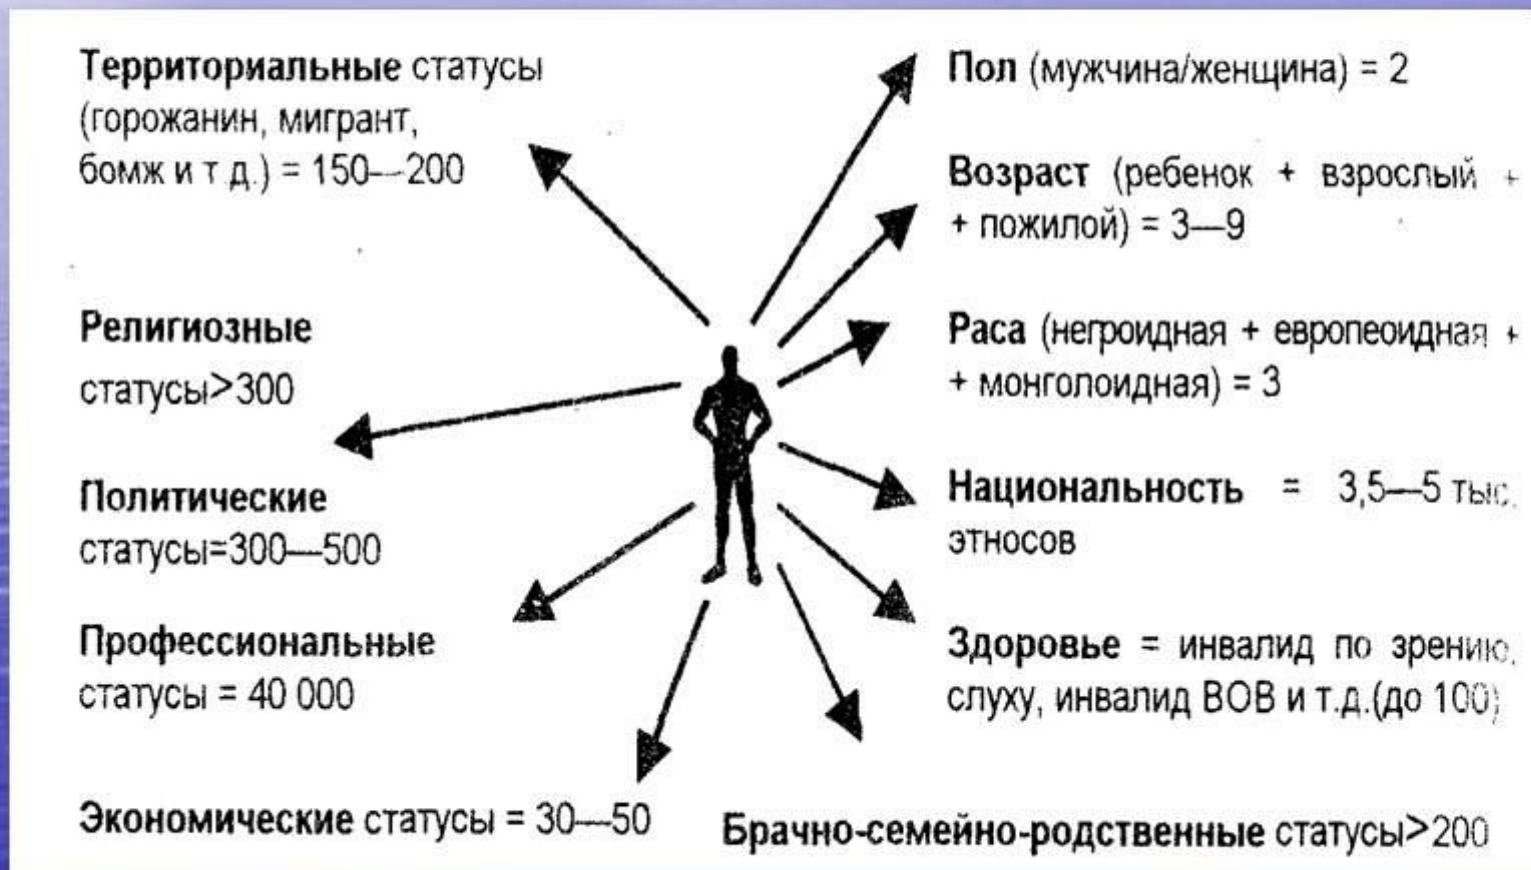 Территориальные статусы
(горожанин, мигрант,
бомж и т д.) = 150—200
Религиозные
статусы>300
Политические
статусы=300—500
Профессиональные
статусы = 40 000
Экономические статусы = 30—50
Пол (мужчина/женщина) = 2
Возраст (ребенок + взрослый +
+ пожилой) = 3—9
Раса (негроидная + европеоидная +
+ монголоидная) = 3
Национальность = 3,5—5 тыс.
этносов
Здоровье = инвалид по зрению,
слуху, инвалид ВОВ и т.д.(до 100)
Брачно-семейно-родственные статусы>200